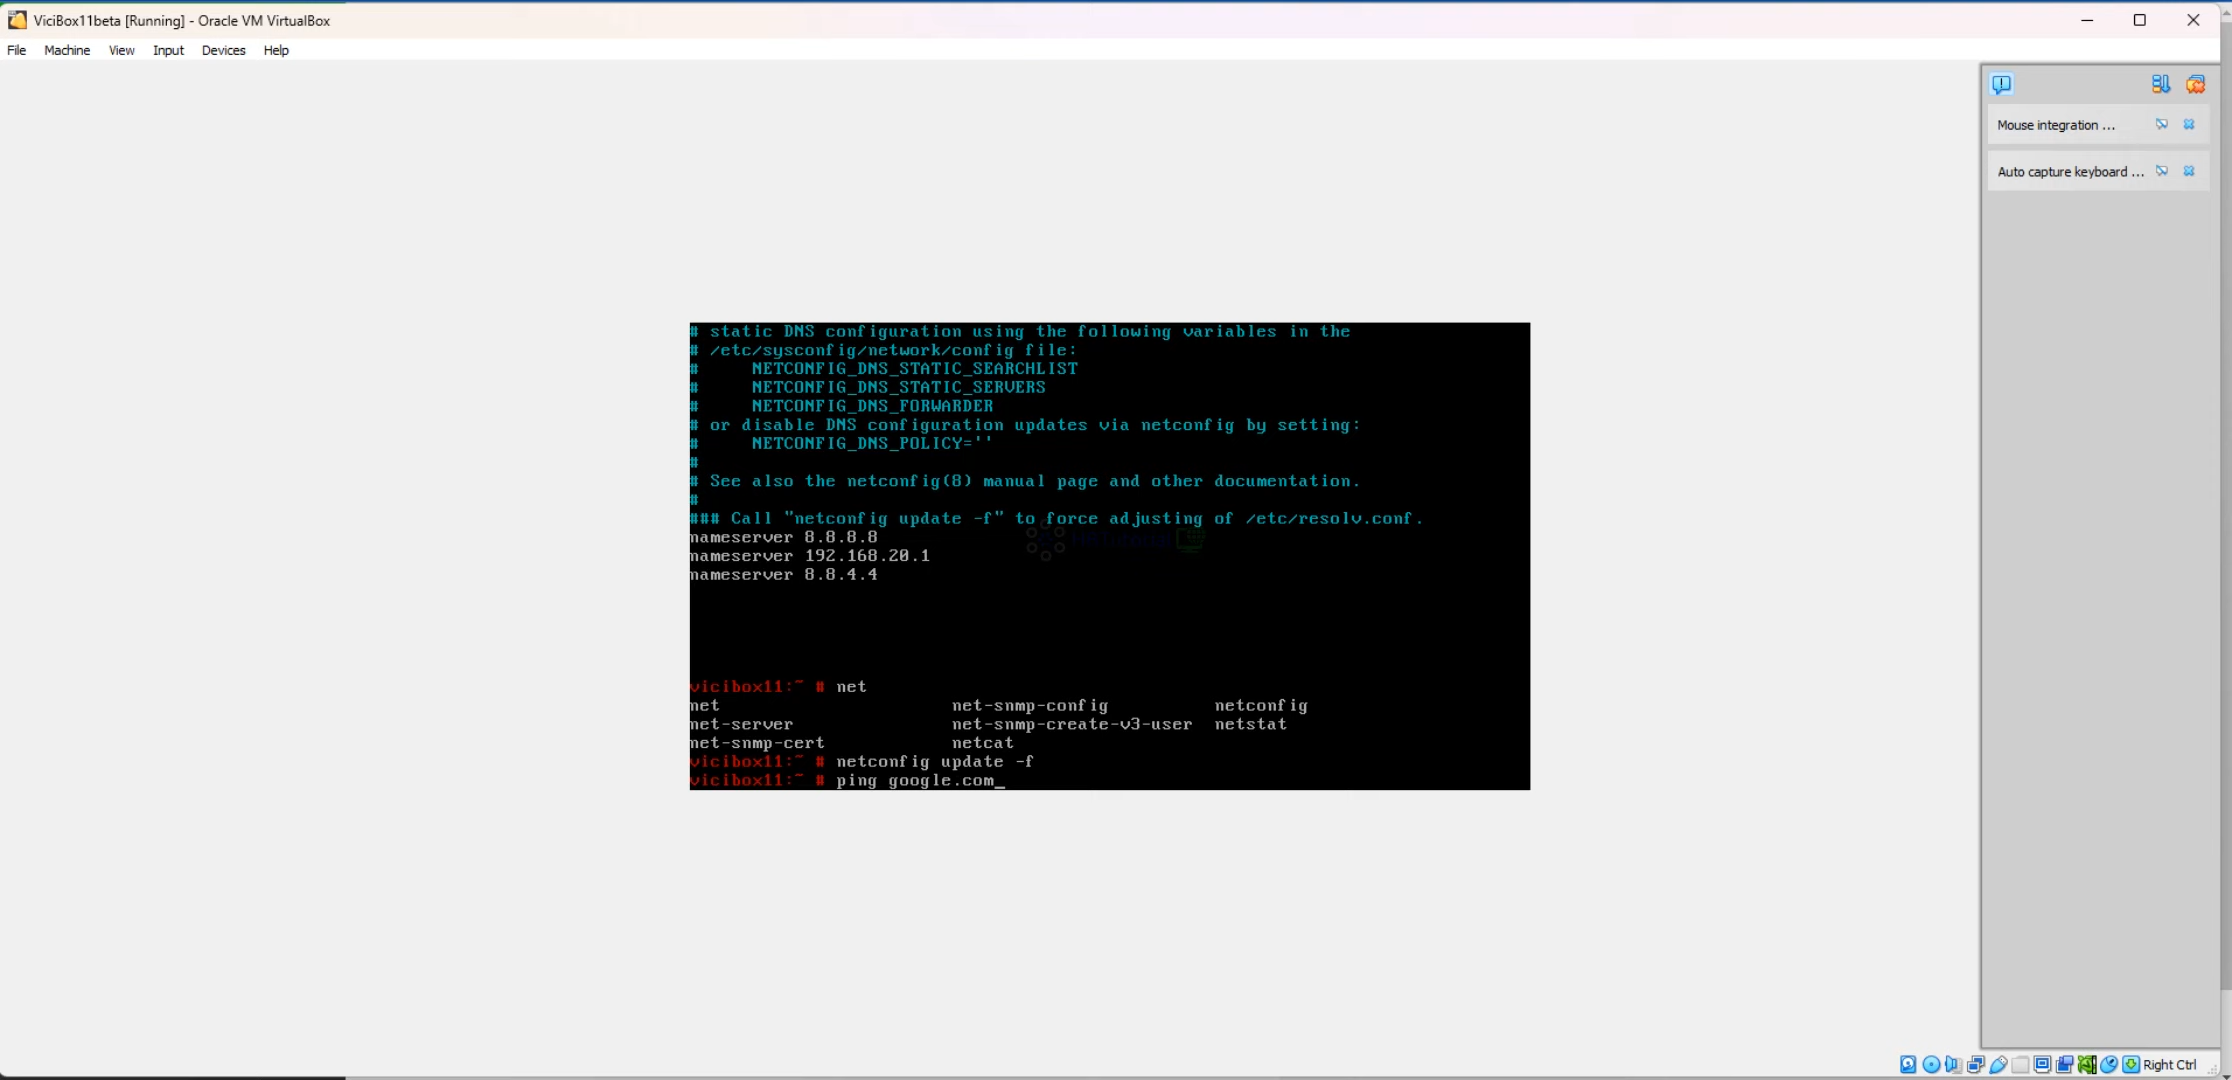 ViciBox11beta [Running] - Oracle VM VirtualBox
File Machine View Input Devices Help
Mouse integration ...
Auto capture keyboard ...
# static DNS configuration using the following variables in the
# /etc/sysconfig/network/config file:
# NETCONFIG_DNS_STATIC_SEARCHLIST
# NETCONFIG_DNS_STATIC_SERVERS
# NETCONFIG_DNS_FORWARDER
# or disable DNS configuration updates via netconfig by setting:
# NETCONFIG_DNS_POLICY=''
#
# See also the netconfig(8) manual page and other documentation.
#
### Call "netconfig update -f" to force adjusting of /etc/resolv.conf.
nameserver 8.8.8.8
nameserver 192.168.20.1
nameserver 8.8.4.4
vicibox11:~ # net
net net-snmp-config netconfig
net-server net-snmp-create-v3-user netstat
net-snmp-cert netcat
vicibox11:~ # netconfig update -f
vicibox11:~ # ping google.com_
Right Ctrl